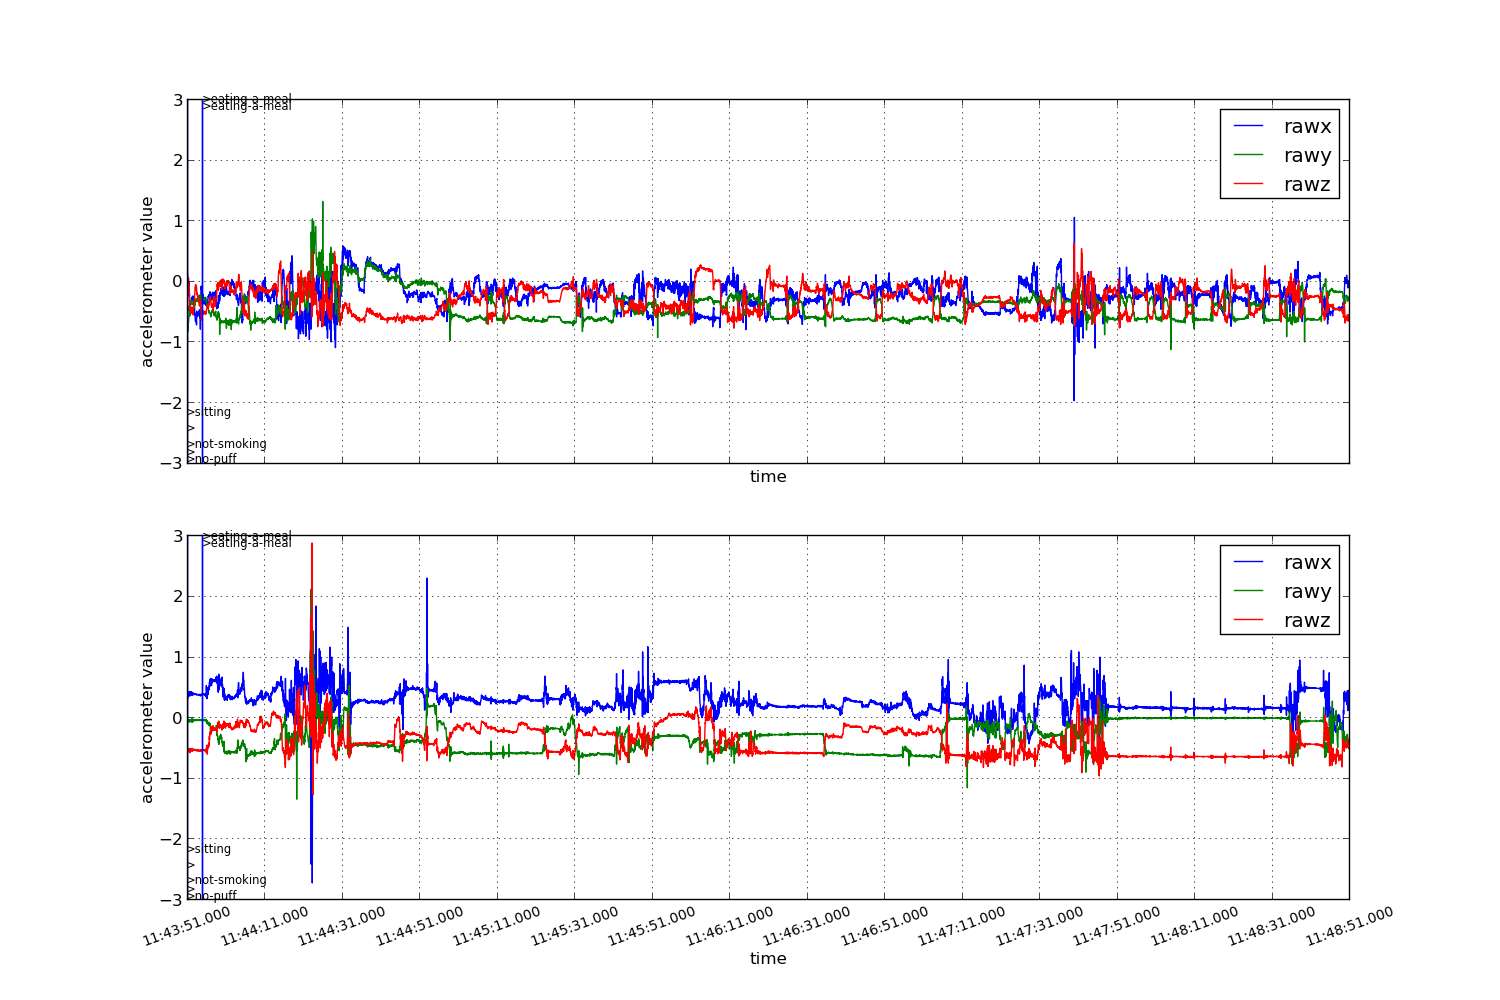 3
>eating-a-meal
>eating-a-meal
rawx
rawy
rawz
2
1
0
−1
−2
−3
accelerometer value
>sitting
>
>not-smoking
>
>no-puff
time
3
>eating-a-meal
>eating-a-meal
rawx
rawy
rawz
2
1
0
−1
−2
−3
accelerometer value
>sitting
>
>not-smoking
>
>no-puff
11:43:51.000 11:44:11.000 11:44:31.000 11:44:51.000 11:45:11.000 11:45:31.000 11:45:51.000 11:46:11.000 11:46:31.000 11:46:51.000 11:47:11.000 11:47:31.000 11:47:51.000 11:48:11.000 11:48:31.000 11:48:51.000
time